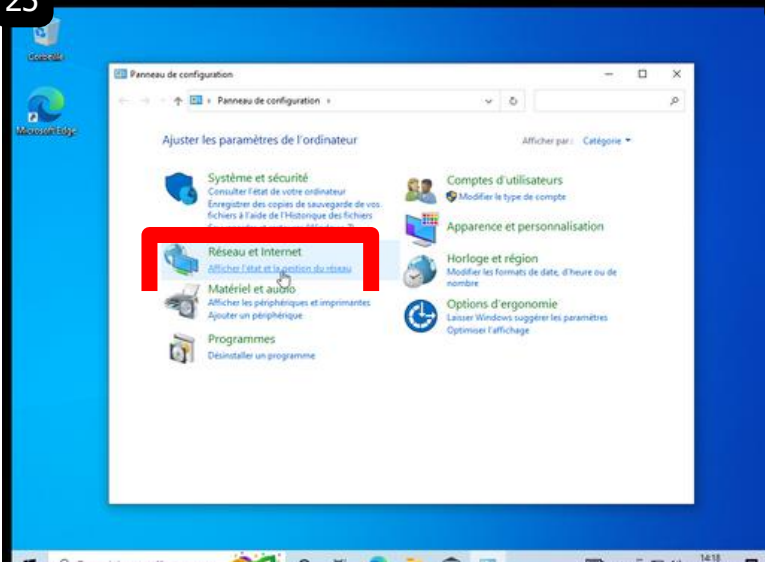 25
Corbeille
Microsoft Edge
Panneau de configuration
Panneau de configuration
Ajuster les paramètres de l'ordinateur
Afficher par :
Catégorie
Système et sécurité
Consulter l'état de votre ordinateur
Enregistrer des copies de sauvegarde de vos
fichiers à l'aide de l'Historique des fichiers
Réseau et Internet
Afficher l'état et la gestion du réseau
Matériel et audio
Afficher les périphériques et imprimantes
Ajouter un périphérique
Programmes
Désinstaller un programme
Comptes d'utilisateurs
Modifier le type de compte
Apparence et personnalisation
Horloge et région
Modifier les formats de date, d'heure ou de
nombre
Options d'ergonomie
Laisser Windows suggérer les paramètres
Optimiser l'affichage
14:18